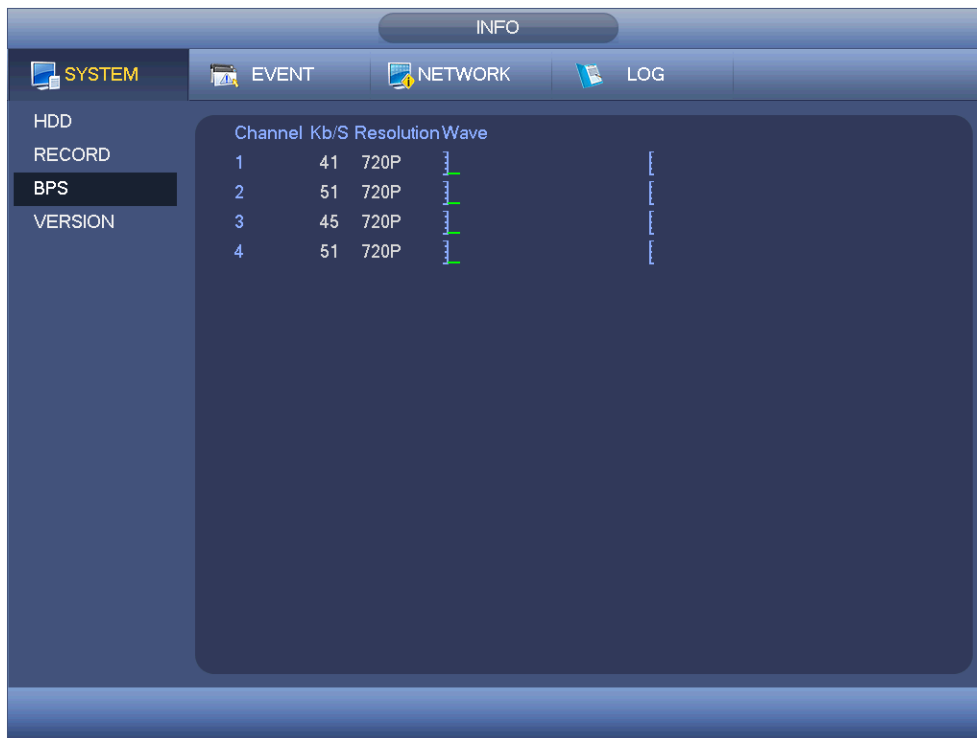 INFO
SYSTEM EVENT NETWORK LOG
HDD
RECORD
BPS
VERSION
Channel Kb/S Resolution Wave
1 41 720P
2 51 720P
3 45 720P
4 51 720P